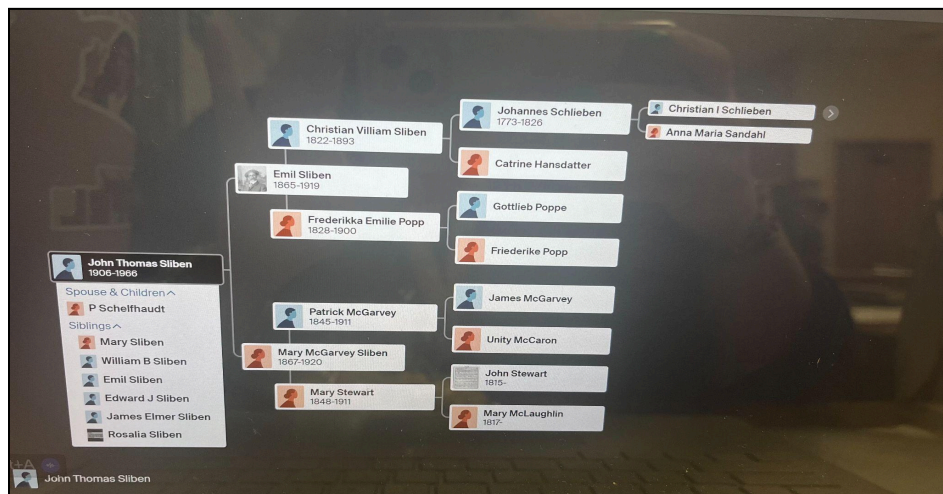 Johannes Schlieben
1773-1826
Christian I Schlieben
Anna Maria Sandahl
Christian Villiam Sliben
1822-1893
Catrine Hansdatter
Emil Sliben
1865-1919
Gottlieb Poppe
Frederikka Emilie Popp
1828-1900
Friederike Popp
John Thomas Sliben
1906-1966
Spouse & Children
P Schelfhaudt
Siblings
Mary Sliben
William B Sliben
Emil Sliben
Edward J Sliben
James Elmer Sliben
Rosalia Sliben
James McGarvey
Patrick McGarvey
1845-1911
Unity McCaron
Mary McGarvey Sliben
1867-1920
John Stewart
1815-
Mary Stewart
1848-1911
Mary McLaughlin
1817-
John Thomas Sliben